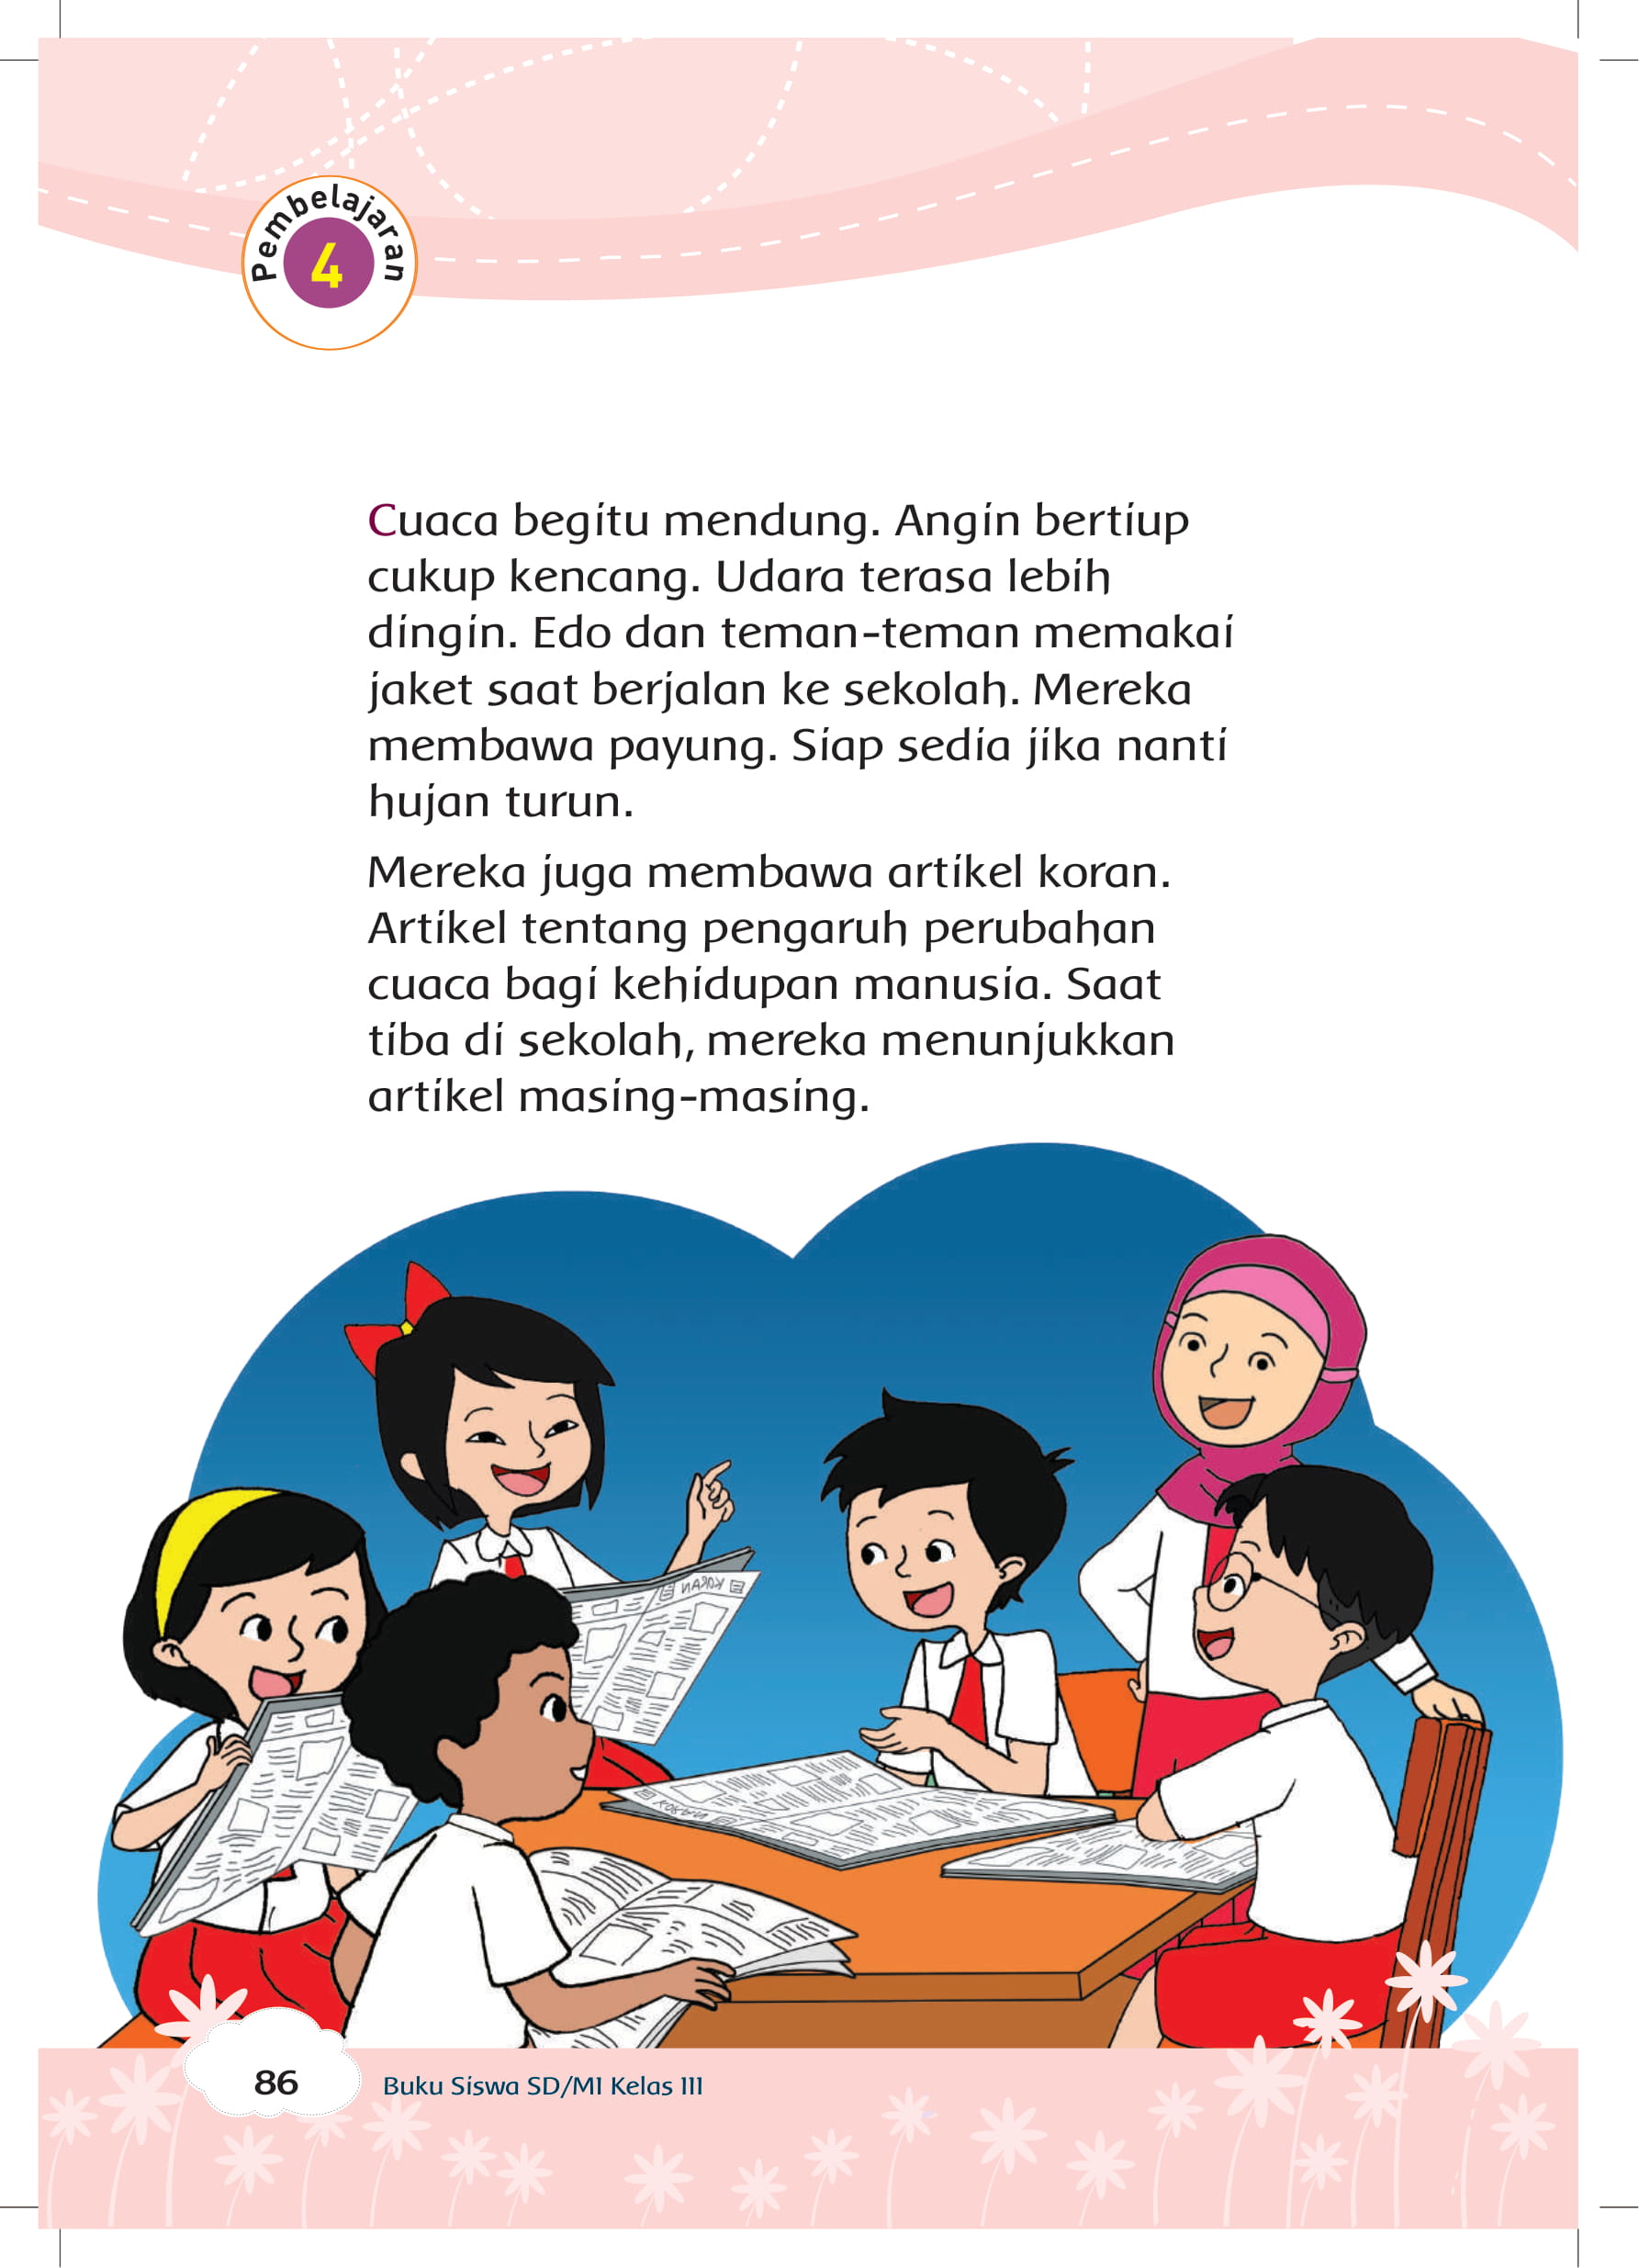 Pembelajaran
4
Cuaca begitu mendung. Angin bertiup
cukup kencang. Udara terasa lebih
dingin. Edo dan teman-teman memakai
jaket saat berjalan ke sekolah. Mereka
membawa payung. Siap sedia jika nanti
hujan turun.
Mereka juga membawa artikel koran.
Artikel tentang pengaruh perubahan
cuaca bagi kehidupan manusia. Saat
tiba di sekolah, mereka menunjukkan
artikel masing-masing.
KORAN
86
Buku Siswa SD/MI Kelas III